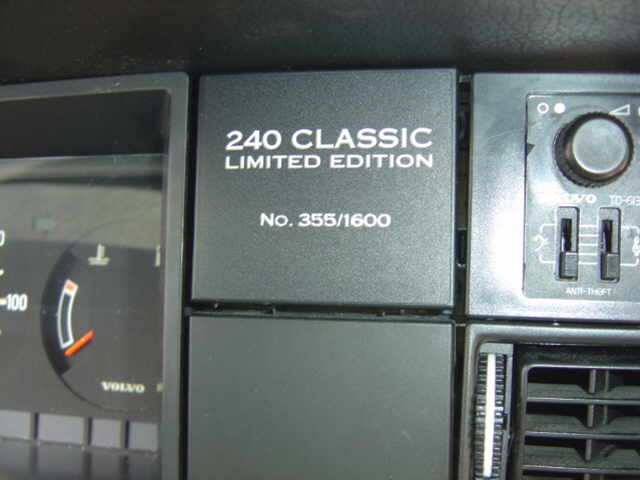 240 CLASSIC
LIMITED EDITION
No. 355/1600
100
VOLVO
ANTI-THEFT